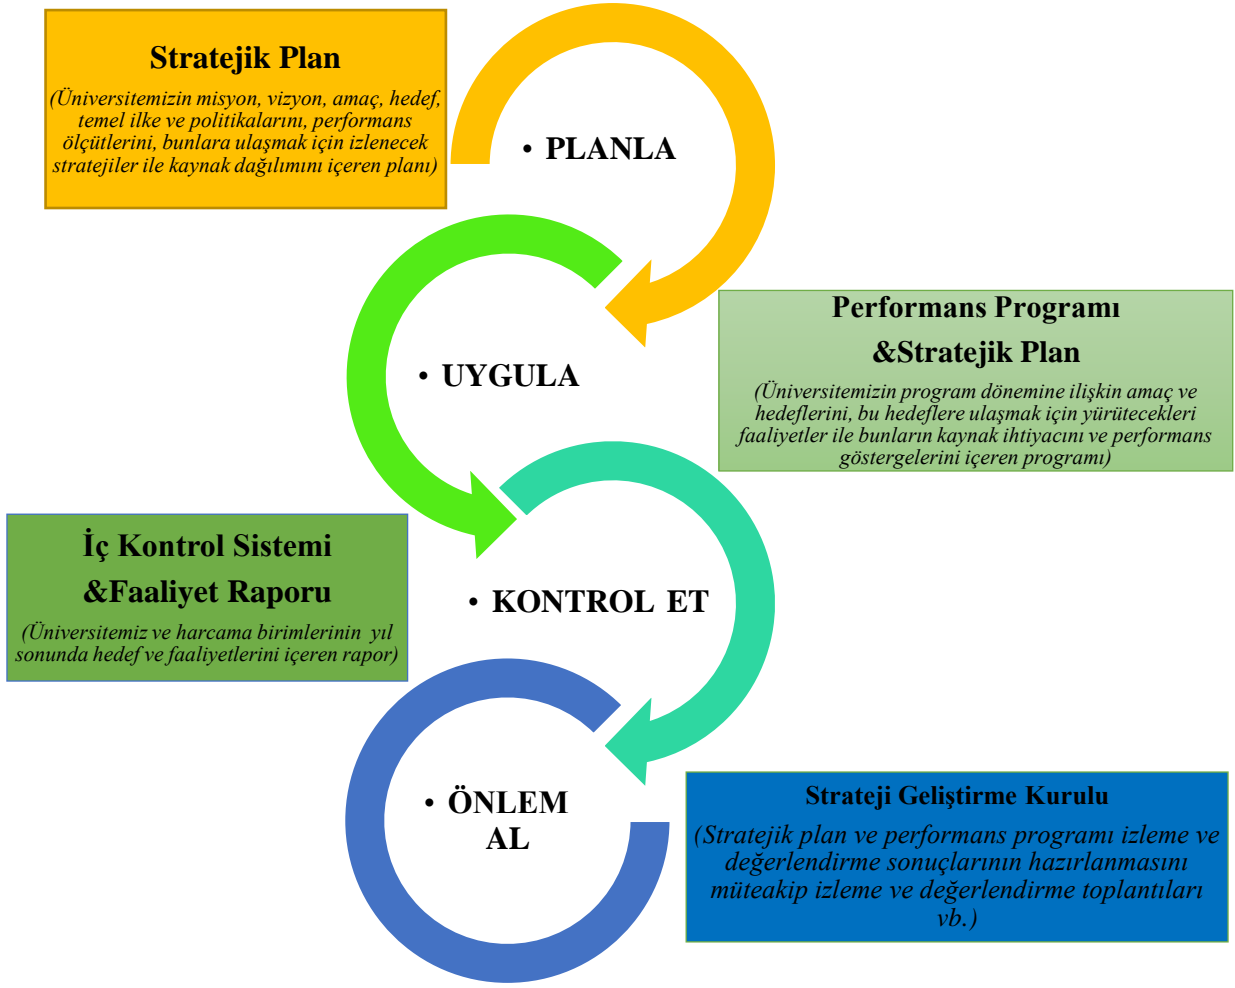 Stratejik Plan
(Üniversitemizin misyon, vizyon, amaç, hedef,
temel ilke ve politikalarını, performans
ölçütlerini, bunlara ulaşmak için izlenecek
stratejiler ile kaynak dağılımını içeren planı)
• PLANLA
• UYGULA
Performans Programı
&Stratejik Plan
(Üniversitemizin program dönemine ilişkin amaç ve
hedeflerini, bu hedeflere ulaşmak için yürütecekleri
faaliyetler ile bunların kaynak ihtiyacını ve performans
göstergelerini içeren programı)
İç Kontrol Sistemi
&Faaliyet Raporu
(Üniversitemiz ve harcama birimlerinin yıl
sonunda hedef ve faaliyetlerini içeren rapor)
• KONTROL ET
• ÖNLEM
AL
Strateji Geliştirme Kurulu
(Stratejik plan ve performans programı izleme ve
değerlendirme sonuçlarının hazırlanmasını
müteakip izleme ve değerlendirme toplantıları
vb.)